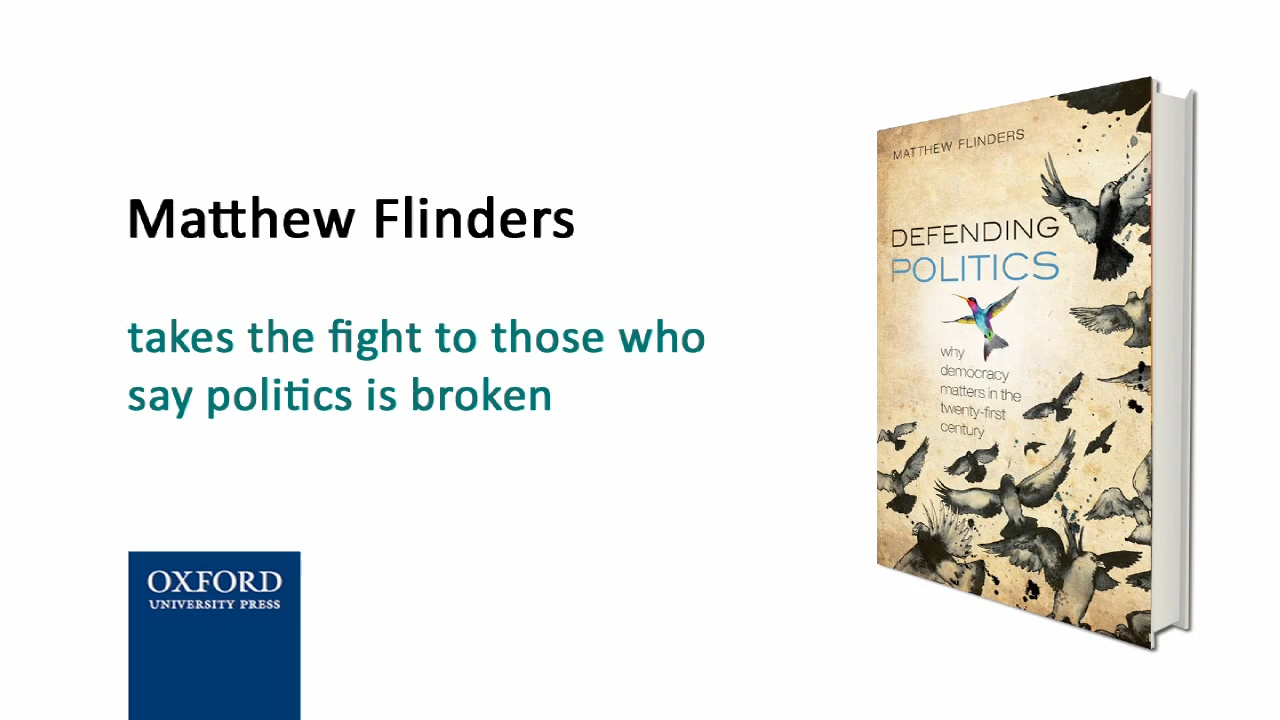 Matthew Flinders
takes the fight to those who
say politics is broken
OXFORD
UNIVERSITY PRESS
MATTHEW FLINDERS
DEFENDING
POLITICS
why
democracy
matters in the
twenty-first
century